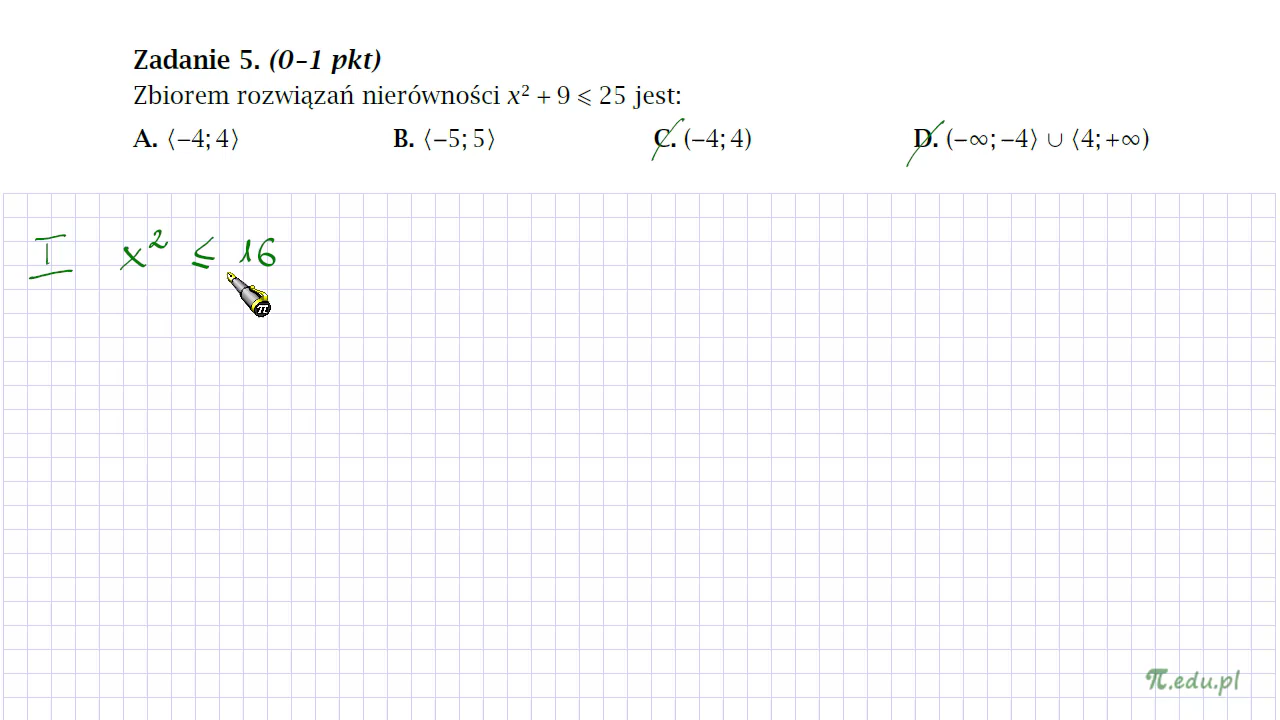 Zadanie 5. (0–1 pkt)
Zbiorem rozwiązań nierówności x² + 9 ⩽ 25 jest:
A. ⟨−4; 4⟩ B. ⟨−5; 5⟩ C. (−4; 4) D. (−∞; −4⟩ ∪ ⟨4; +∞)
I x² ≤ 16
π
π.edu.pl